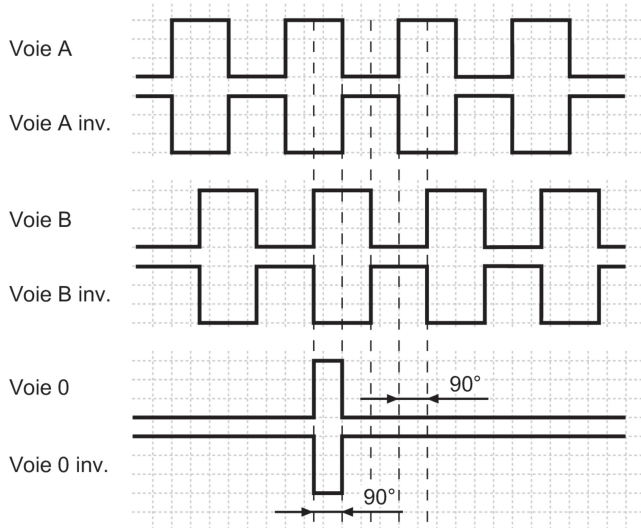 Voie A
Voie A inv.
Voie B
Voie B inv.
Voie 0
90°
Voie 0 inv.
90°